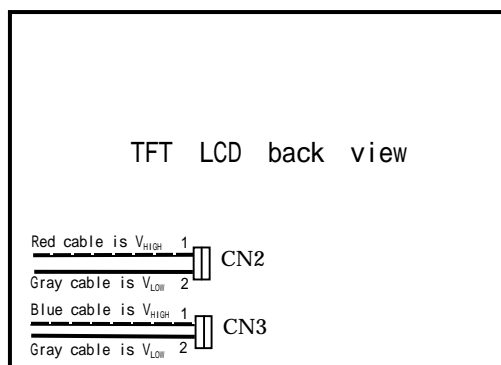 TFT LCD back view
Red cable is VHIGH 1
CN2
Gray cable is VLOW 2
Blue cable is VHIGH 1
CN3
Gray cable is VLOW 2